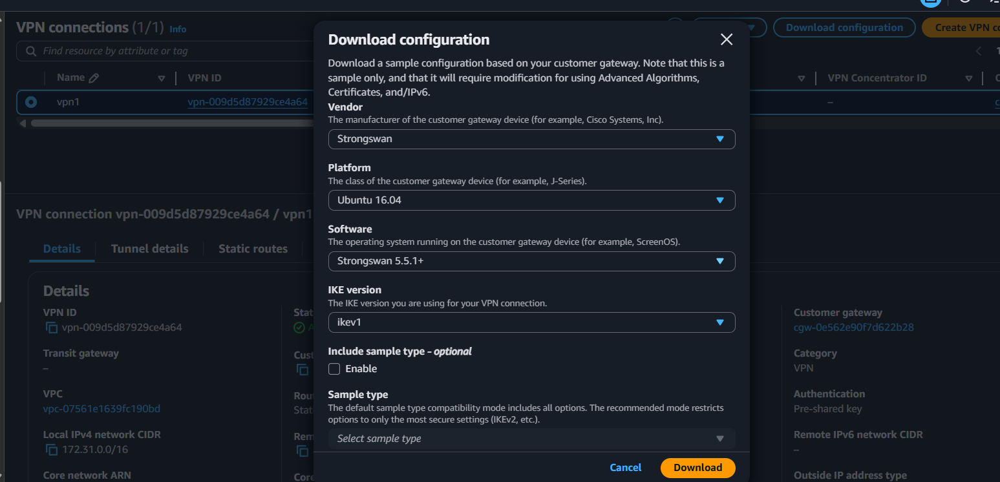 VPN connections (1/1) Info
Download configuration
Create VPN
Find resource by attribute or tag
1
Name
VPN ID
VPN Concentrator ID
vpn1
vpn-009d5d87929ce4a64
–
VPN connection vpn-009d5d87929ce4a64 / vpn1
Details
Tunnel details
Static routes
Details
VPN ID
vpn-009d5d87929ce4a64
Transit gateway
–
VPC
vpc-07561e1639fc190bd
Local IPv4 network CIDR
172.31.0.0/16
Core network ARN
Download configuration
Download a sample configuration based on your customer gateway. Note that this is a
sample only, and that it will require modification for using Advanced Algorithms,
Certificates, and/IPv6.
Vendor
The manufacturer of the customer gateway device (for example, Cisco Systems, Inc).
Strongswan
Platform
The class of the customer gateway device (for example, J-Series).
Ubuntu 16.04
Software
The operating system running on the customer gateway device (for example, ScreenOS).
Strongswan 5.5.1+
IKE version
The IKE version you are using for your VPN connection.
ikev1
Include sample type – optional
Enable
Sample type
The default sample type compatibility mode includes all options. The recommended mode restricts
options to only the most secure settings (IKEv2, etc.).
Select sample type
Cancel
Download
Customer gateway
cgw-0e562e90f7d622b28
Category
VPN
Authentication
Pre-shared key
Remote IPv6 network CIDR
–
Outside IP address type